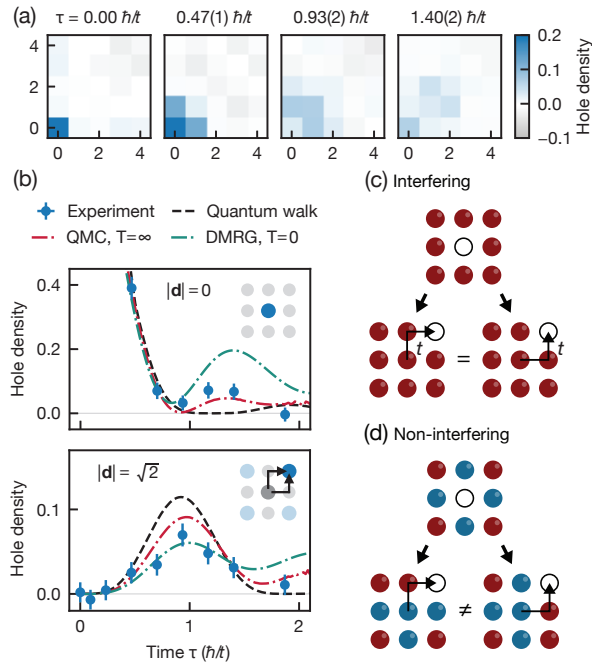 (a)
τ = 0.00 ħ/t 0.47(1) ħ/t 0.93(2) ħ/t 1.40(2) ħ/t
4
2
0
0 2 4 0 2 4 0 2 4 0 2 4
0.2
0.1
0.0
−0.1
Hole density
(b)
Experiment Quantum walk
QMC, T=∞ DMRG, T=0
|d| = 0
0.4
0.2
0.0
Hole density
|d| = √2
0.1
0.0
Hole density
0 1 2
Time τ (ħ/t)
(c) Interfering
t = t
(d) Non-interfering
≠